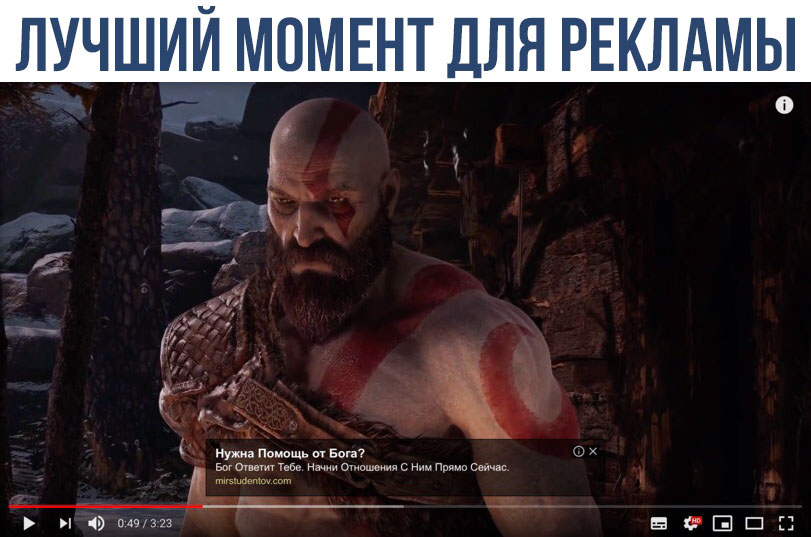 ЛУЧШИЙ МОМЕНТ ДЛЯ РЕКЛАМЫ
Нужна Помощь от Бога?
Бог Ответит Тебе. Начни Отношения С Ним Прямо Сейчас.
mirstudentov.com
0:49 / 3:23
HD